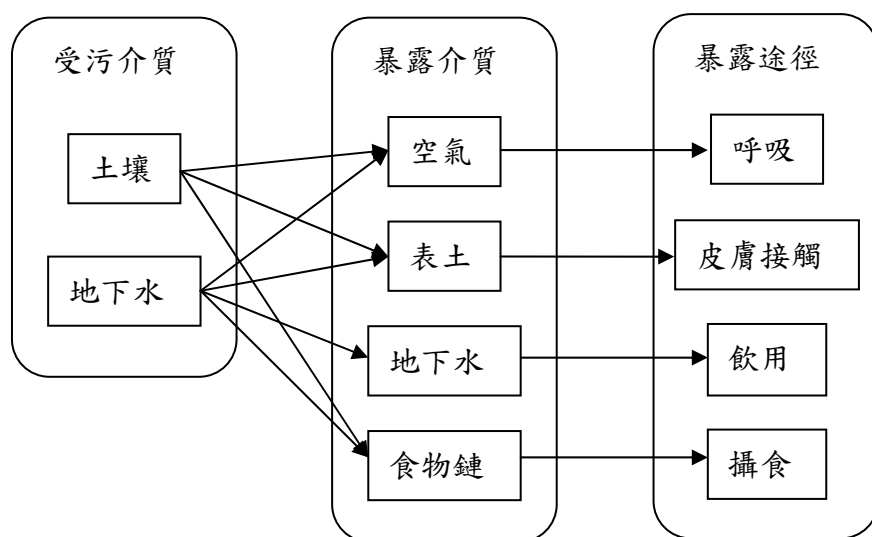 受污介質
土壤
地下水
暴露介質
空氣
表土
地下水
食物鏈
暴露途徑
呼吸
皮膚接觸
飲用
攝食